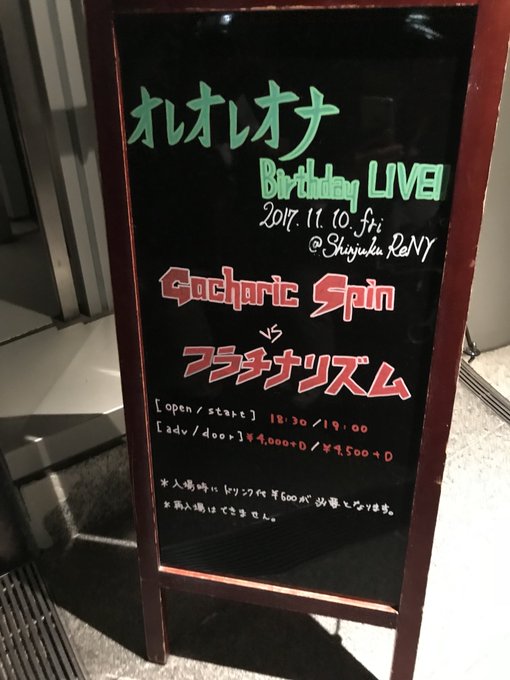 オレオレオナ
Birthday LIVE!
2017.11.10.fri
@Shinjuku ReNY
Gacharic Spin
vs
フラチナリズム
[open/start] 18:30/19:00
[adv/door] ¥4,000+D/¥4,500+D
*入場時にドリンク代¥600が必要となります。
*再入場はできません。